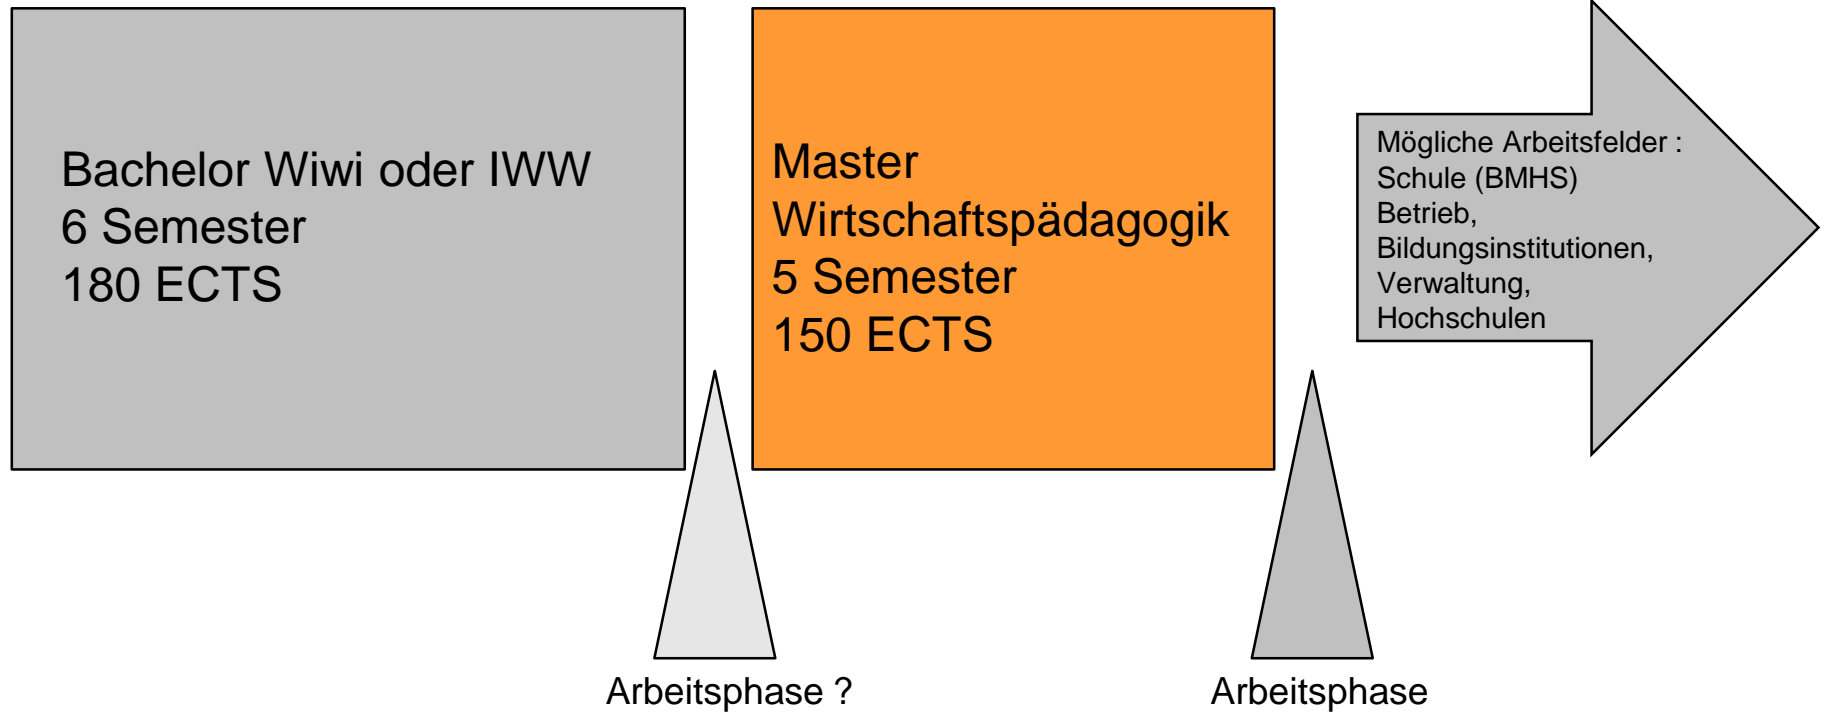 Bachelor Wiwi oder IWW
6 Semester
180 ECTS
Master
Wirtschaftspädagogik
5 Semester
150 ECTS
Mögliche Arbeitsfelder :
Schule (BMHS)
Betrieb,
Bildungsinstitutionen,
Verwaltung,
Hochschulen
Arbeitsphase ?
Arbeitsphase